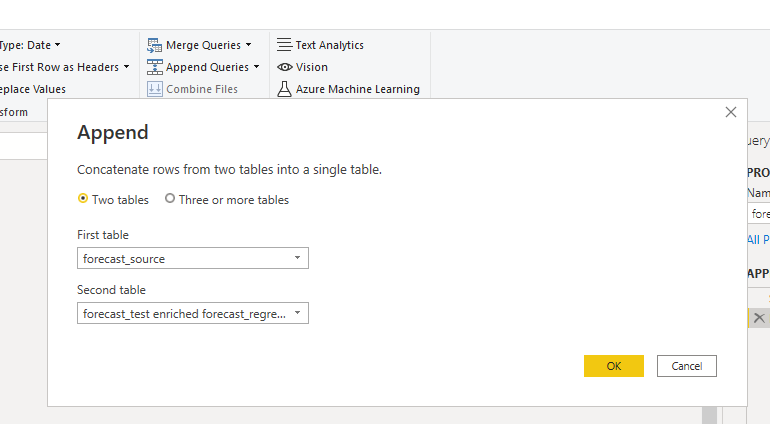 Type: Date
Merge Queries
Text Analytics
se First Row as Headers
Append Queries
Vision
eplace Values
Combine Files
Azure Machine Learning
sform
Append
Concatenate rows from two tables into a single table.
Two tables
Three or more tables
First table
forecast_source
Second table
forecast_test enriched forecast_regre...
OK
Cancel
uery
PRO
Nam
fore
All P
APP